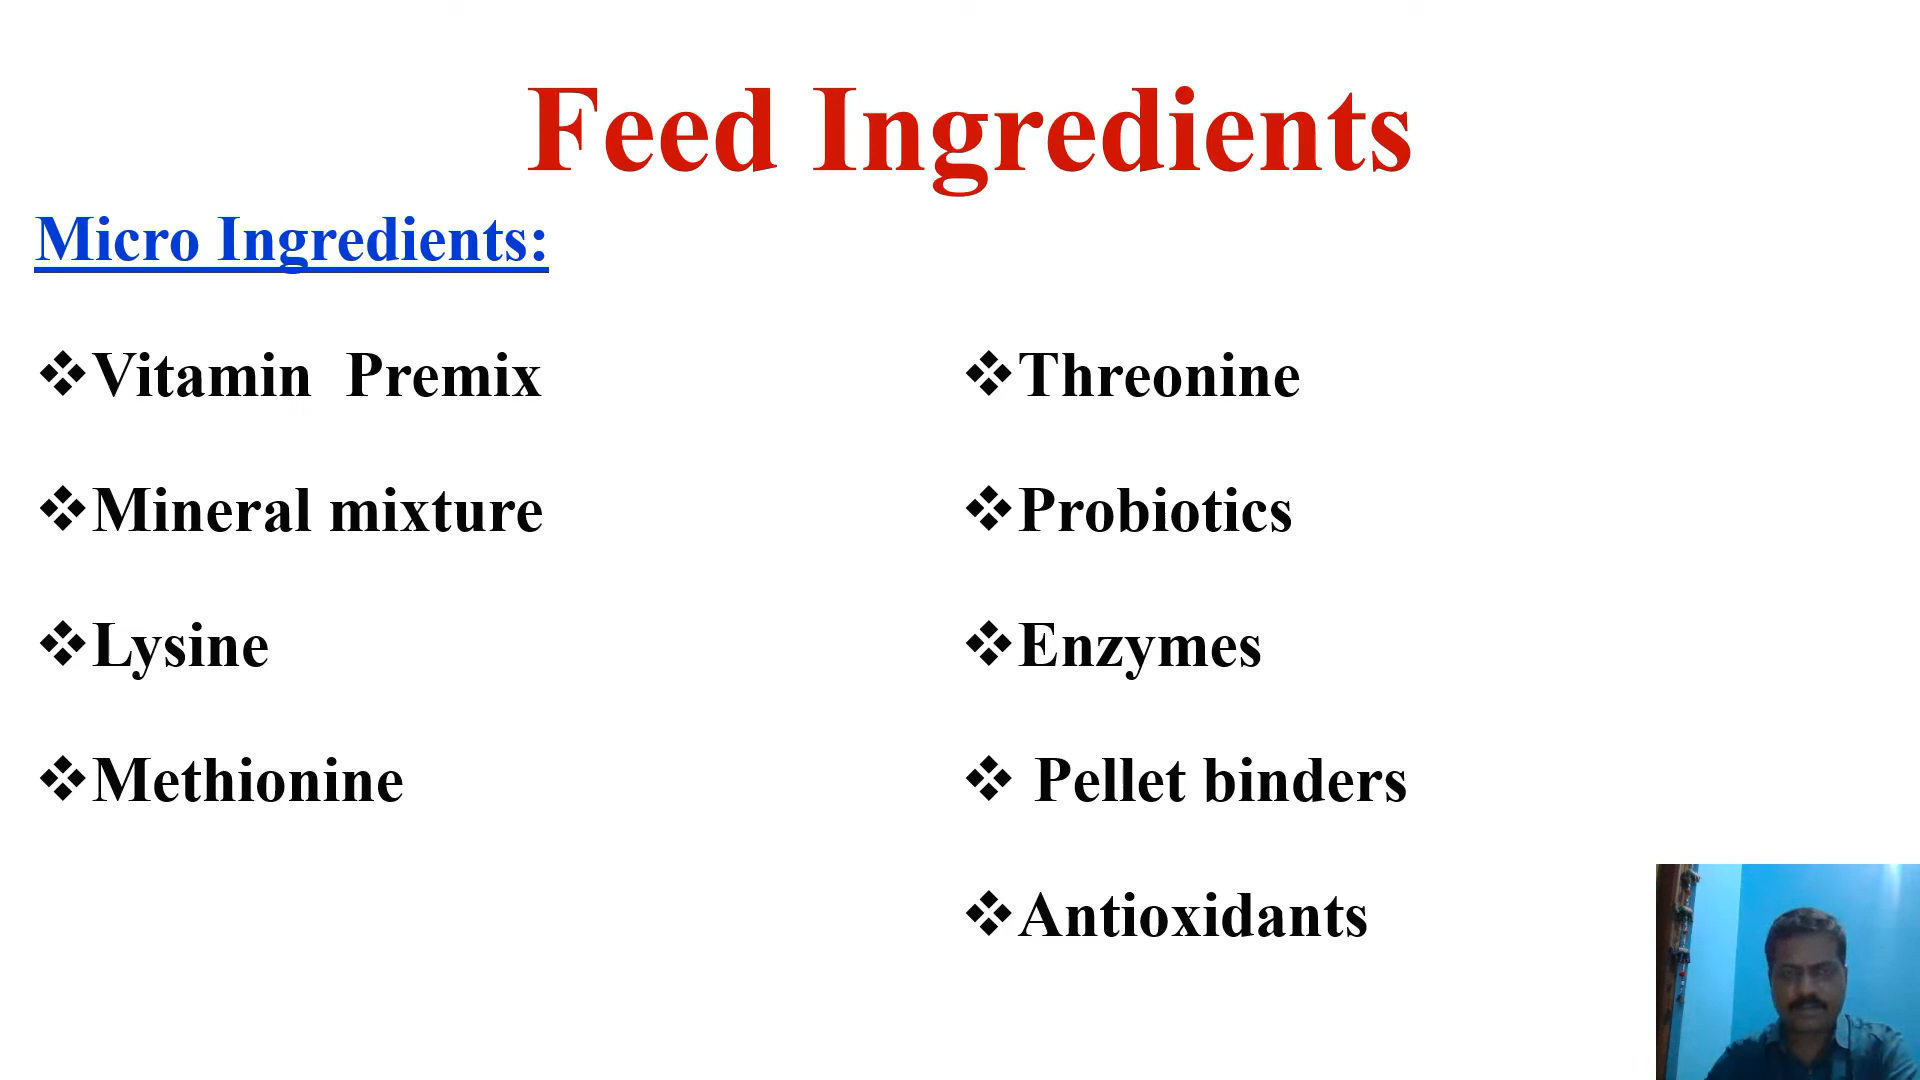 Feed Ingredients
Micro Ingredients:
❖Vitamin  Premix
❖Mineral mixture
❖Lysine
❖Methionine
❖Threonine
❖Probiotics
❖Enzymes
❖ Pellet binders
❖Antioxidants